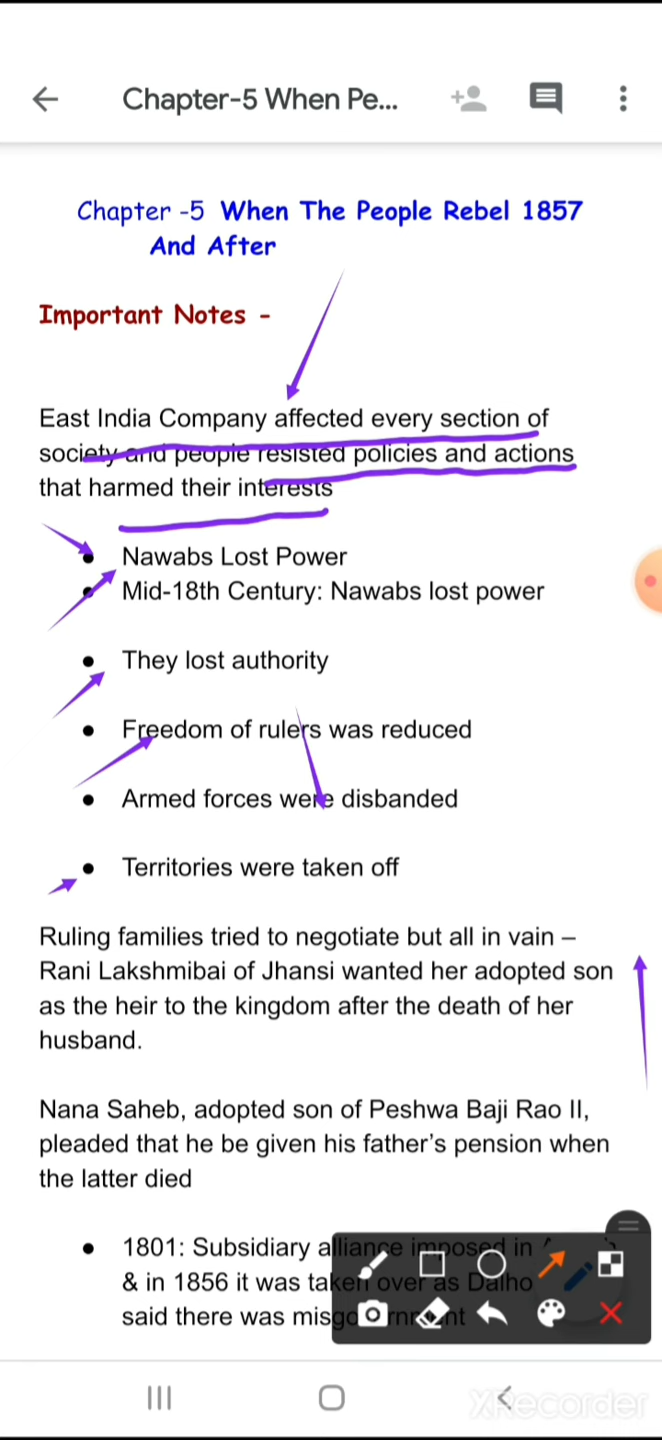 Chapter-5 When Pe...
Chapter -5 When The People Rebel 1857
And After
Important Notes -
East India Company affected every section of
society and people resisted policies and actions
that harmed their interests
Nawabs Lost Power
Mid-18th Century: Nawabs lost power
They lost authority
Freedom of rulers was reduced
Armed forces were disbanded
Territories were taken off
Ruling families tried to negotiate but all in vain –
Rani Lakshmibai of Jhansi wanted her adopted son
as the heir to the kingdom after the death of her
husband.
Nana Saheb, adopted son of Peshwa Baji Rao II,
pleaded that he be given his father's pension when
the latter died
1801: Subsidiary alliance imposed in
& in 1856 it was taken over as Dalho
said there was
XRecorder